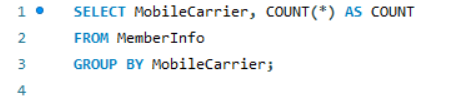 1 SELECT MobileCarrier, COUNT(*) AS COUNT
2 FROM MemberInfo
3 GROUP BY MobileCarrier;
4